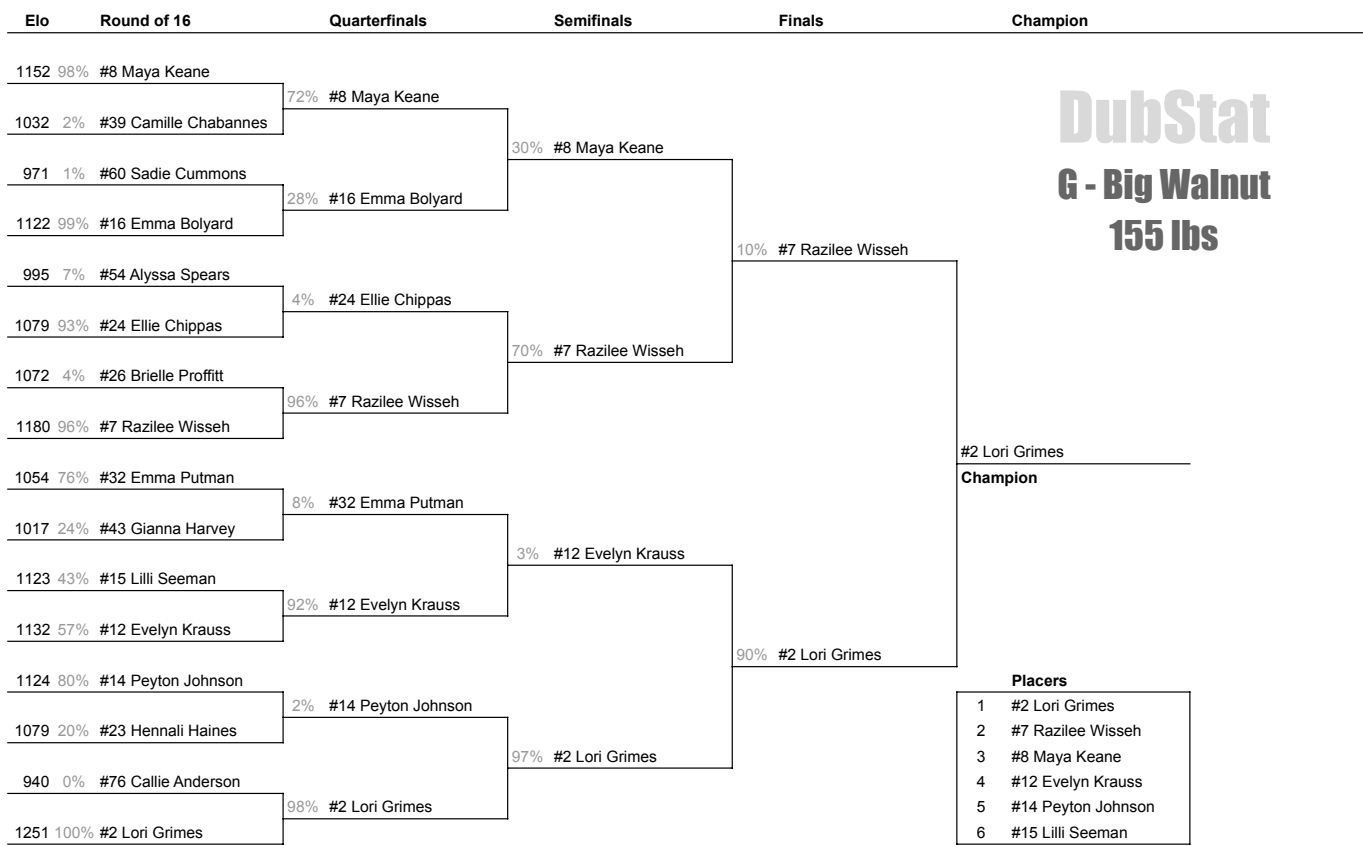 Elo Round of 16 Quarterfinals Semifinals Finals Champion
1152 98% #8 Maya Keane
72% #8 Maya Keane
1032 2% #39 Camille Chabannes
30% #8 Maya Keane
971 1% #60 Sadie Cummons
28% #16 Emma Bolyard
1122 99% #16 Emma Bolyard
10% #7 Razilee Wisseh
995 7% #54 Alyssa Spears
4% #24 Ellie Chippas
1079 93% #24 Ellie Chippas
70% #7 Razilee Wisseh
1072 4% #26 Brielle Proffitt
96% #7 Razilee Wisseh
1180 96% #7 Razilee Wisseh
DubStat
G - Big Walnut
155 lbs
#2 Lori Grimes
Champion
1054 76% #32 Emma Putman
8% #32 Emma Putman
1017 24% #43 Gianna Harvey
3% #12 Evelyn Krauss
1123 43% #15 Lilli Seeman
92% #12 Evelyn Krauss
1132 57% #12 Evelyn Krauss
90% #2 Lori Grimes
1124 80% #14 Peyton Johnson
2% #14 Peyton Johnson
1079 20% #23 Hennali Haines
97% #2 Lori Grimes
940 0% #76 Callie Anderson
98% #2 Lori Grimes
1251 100% #2 Lori Grimes
Placers
1 #2 Lori Grimes
2 #7 Razilee Wisseh
3 #8 Maya Keane
4 #12 Evelyn Krauss
5 #14 Peyton Johnson
6 #15 Lilli Seeman